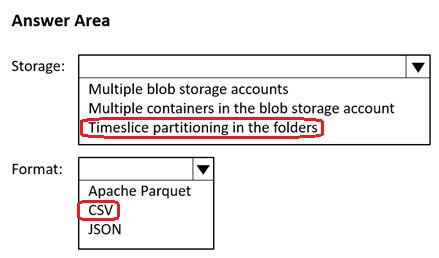 Answer Area
Storage:
Multiple blob storage accounts
Multiple containers in the blob storage account
Timeslice partitioning in the folders
Format:
Apache Parquet
CSV
JSON